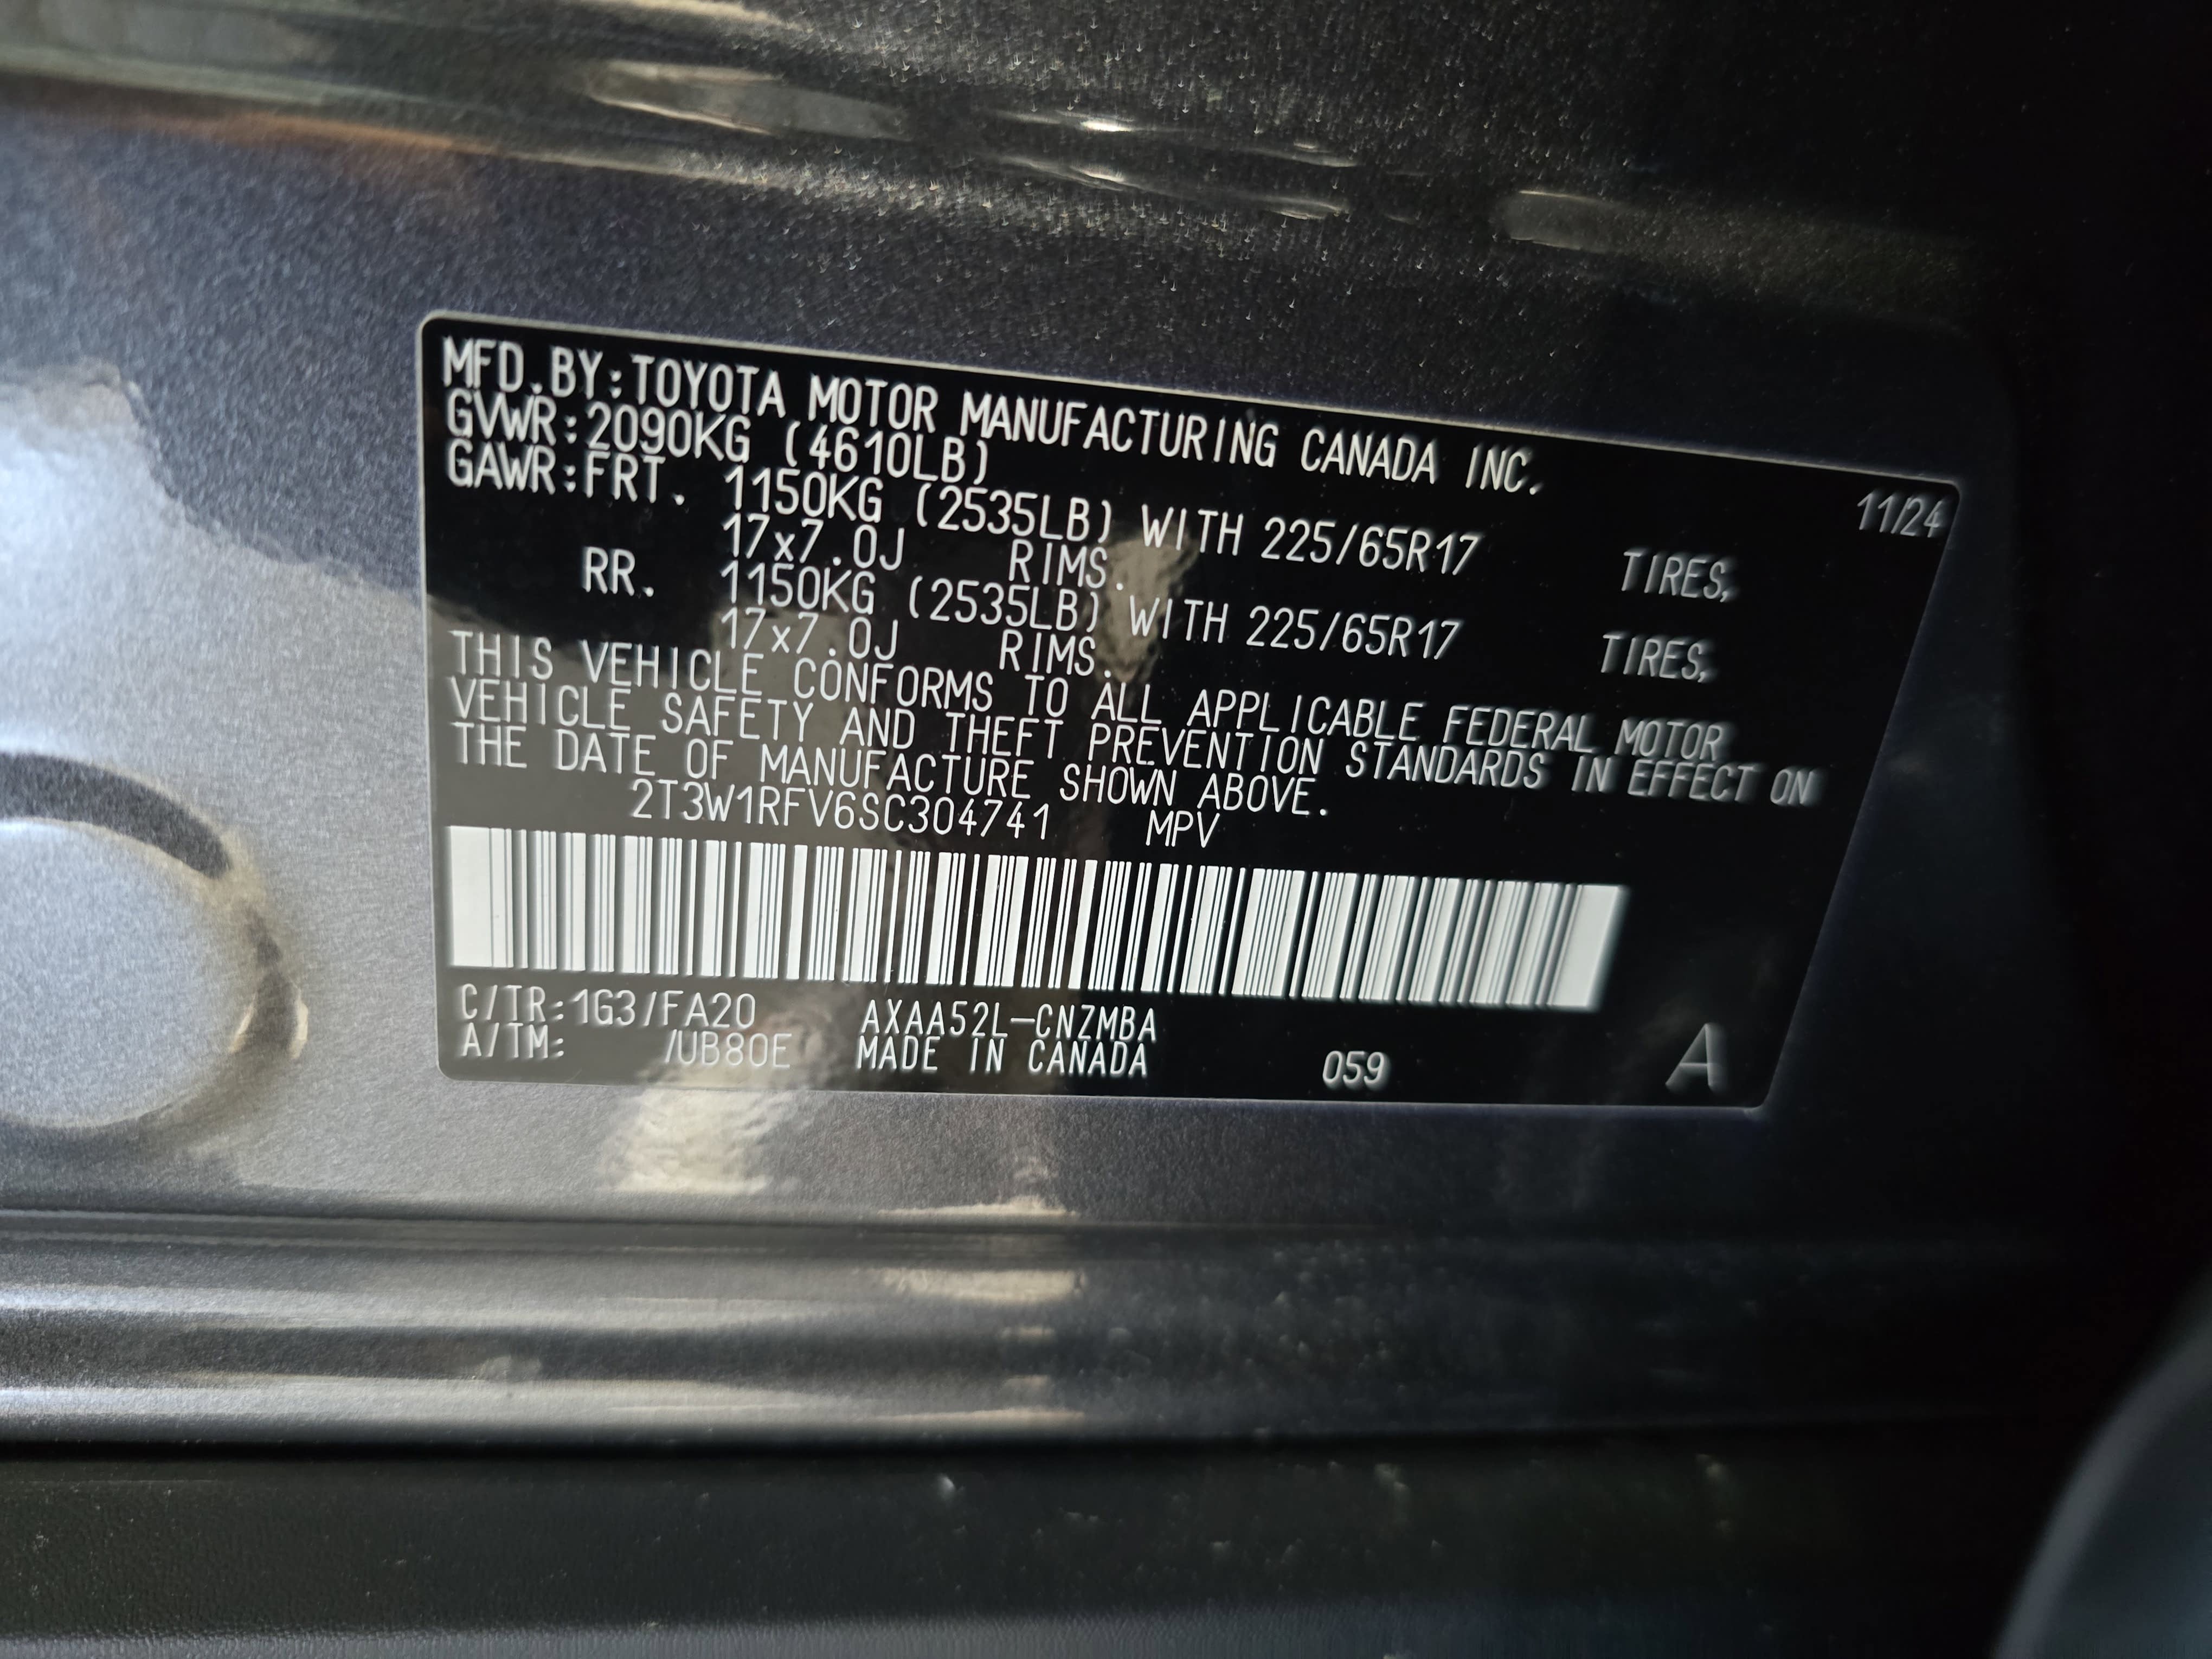 MFD.BY:TOYOTA MOTOR MANUFACTURING CANADA INC.
GVWR:2090KG (4610LB) 11/24
GAWR:FRT. 1150KG (2535LB) WITH 225/65R17 TIRES,
17x7.0J RIMS.
RR. 1150KG (2535LB) WITH 225/65R17 TIRES,
17x7.0J RIMS.
THIS VEHICLE CONFORMS TO ALL APPLICABLE FEDERAL MOTOR
VEHICLE SAFETY AND THEFT PREVENTION STANDARDS IN EFFECT ON
THE DATE OF MANUFACTURE SHOWN ABOVE.
2T3W1RFV6SC304741 MPV
C/TR:1G3/FA20 AXAA52L-CNZMBA
A/TM: /UB80E MADE IN CANADA 059 A